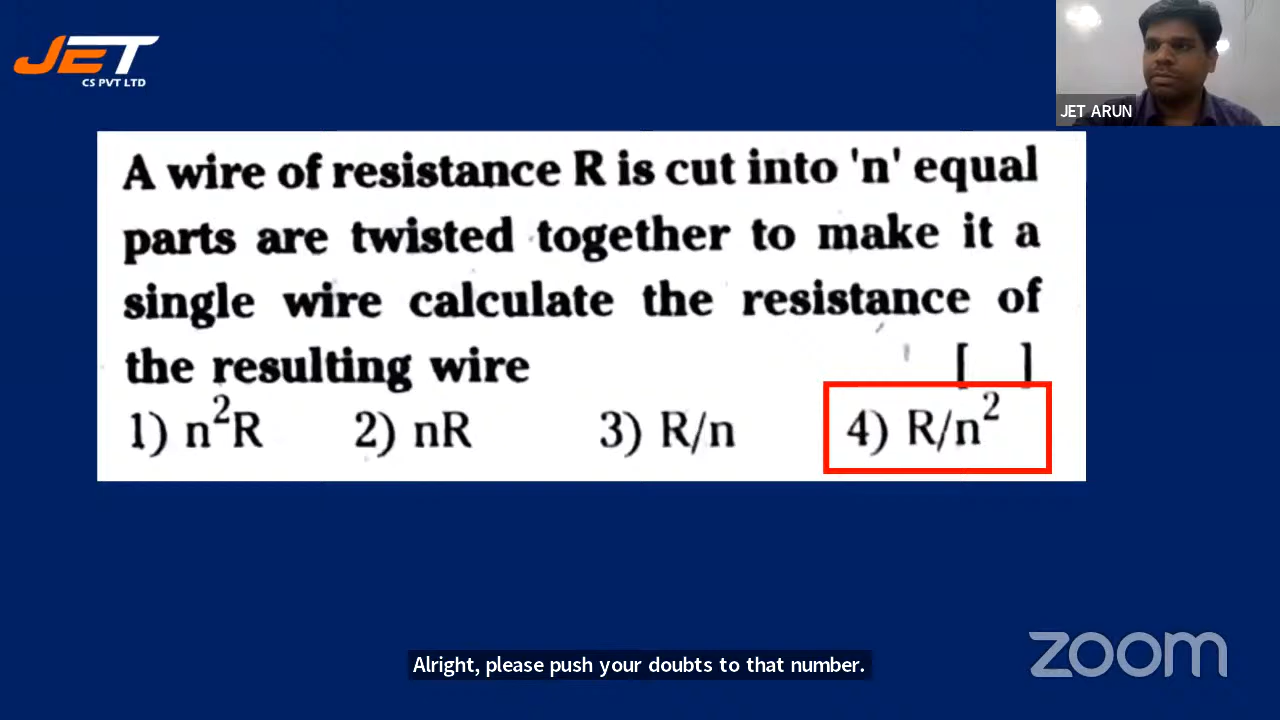 JET
CS PVT LTD
JET ARUN
A wire of resistance R is cut into 'n' equal
parts are twisted together to make it a
single wire calculate the resistance of
the resulting wire [ ]
1) n²R 2) nR 3) R/n 4) R/n²
Alright, please push your doubts to that number.
zoom